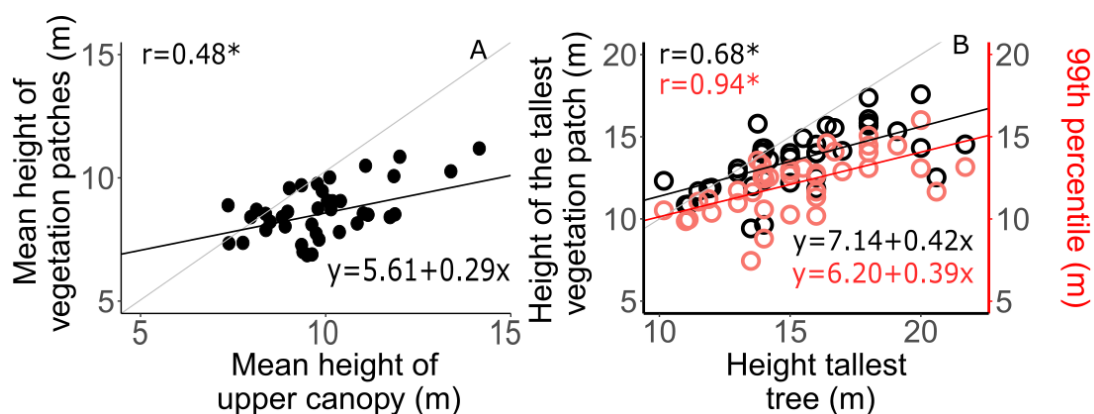 Mean height of
vegetation patches (m)
15
10
5
r=0.48*
A
y=5.61+0.29x
5
10
15
Mean height of
upper canopy (m)
Height of the tallest
vegetation patch (m)
20
15
10
5
r=0.68*
r=0.94*
B
y=7.14+0.42x
y=6.20+0.39x
10
15
20
Height tallest
tree (m)
20
15
10
5
99th percentile (m)